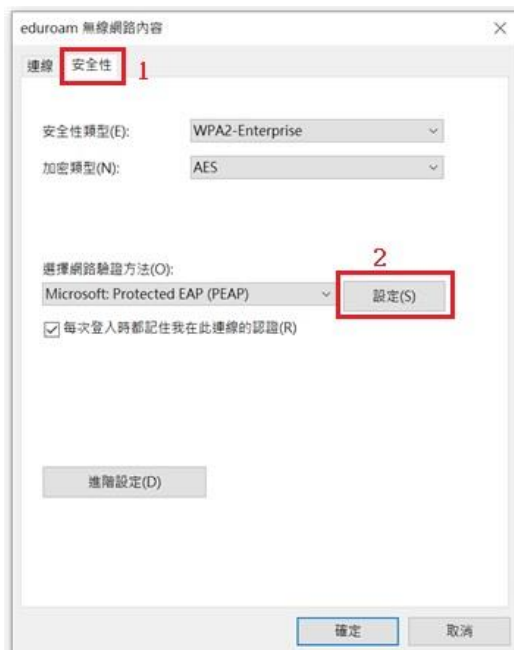 eduroam 無線網路內容
連線 安全性 1
安全性類型(E): WPA2-Enterprise
加密類型(N): AES
選擇網路驗證方法(O):
2
Microsoft: Protected EAP (PEAP) 設定(S)
每次登入時都記住我在此連線的認證(R)
進階設定(D)
確定 取消